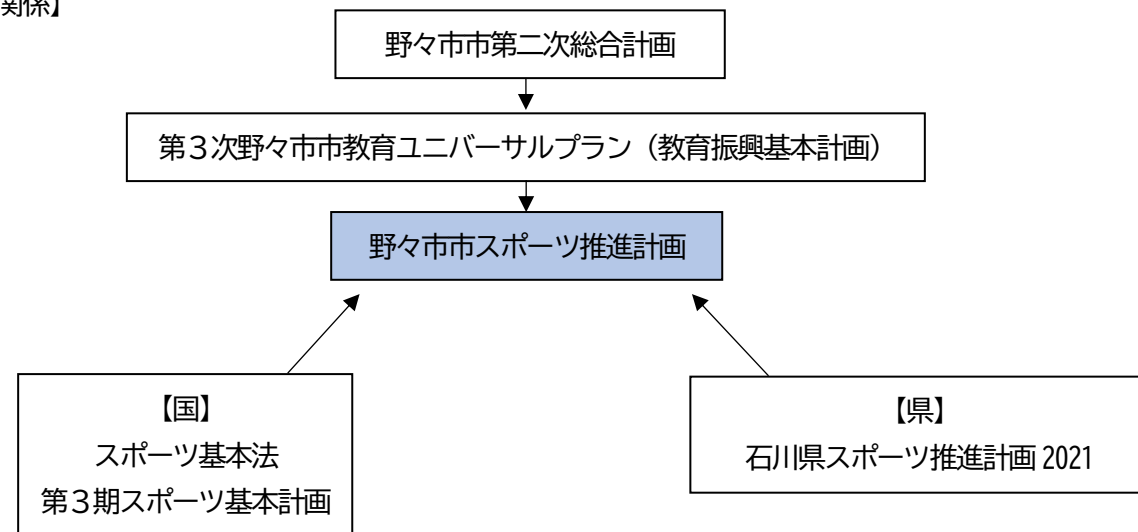 関係】
野々市市第二次総合計画
第３次野々市市教育ユニバーサルプラン（教育振興基本計画）
野々市市スポーツ推進計画
【国】
スポーツ基本法
第３期スポーツ基本計画
【県】
石川県スポーツ推進計画 2021